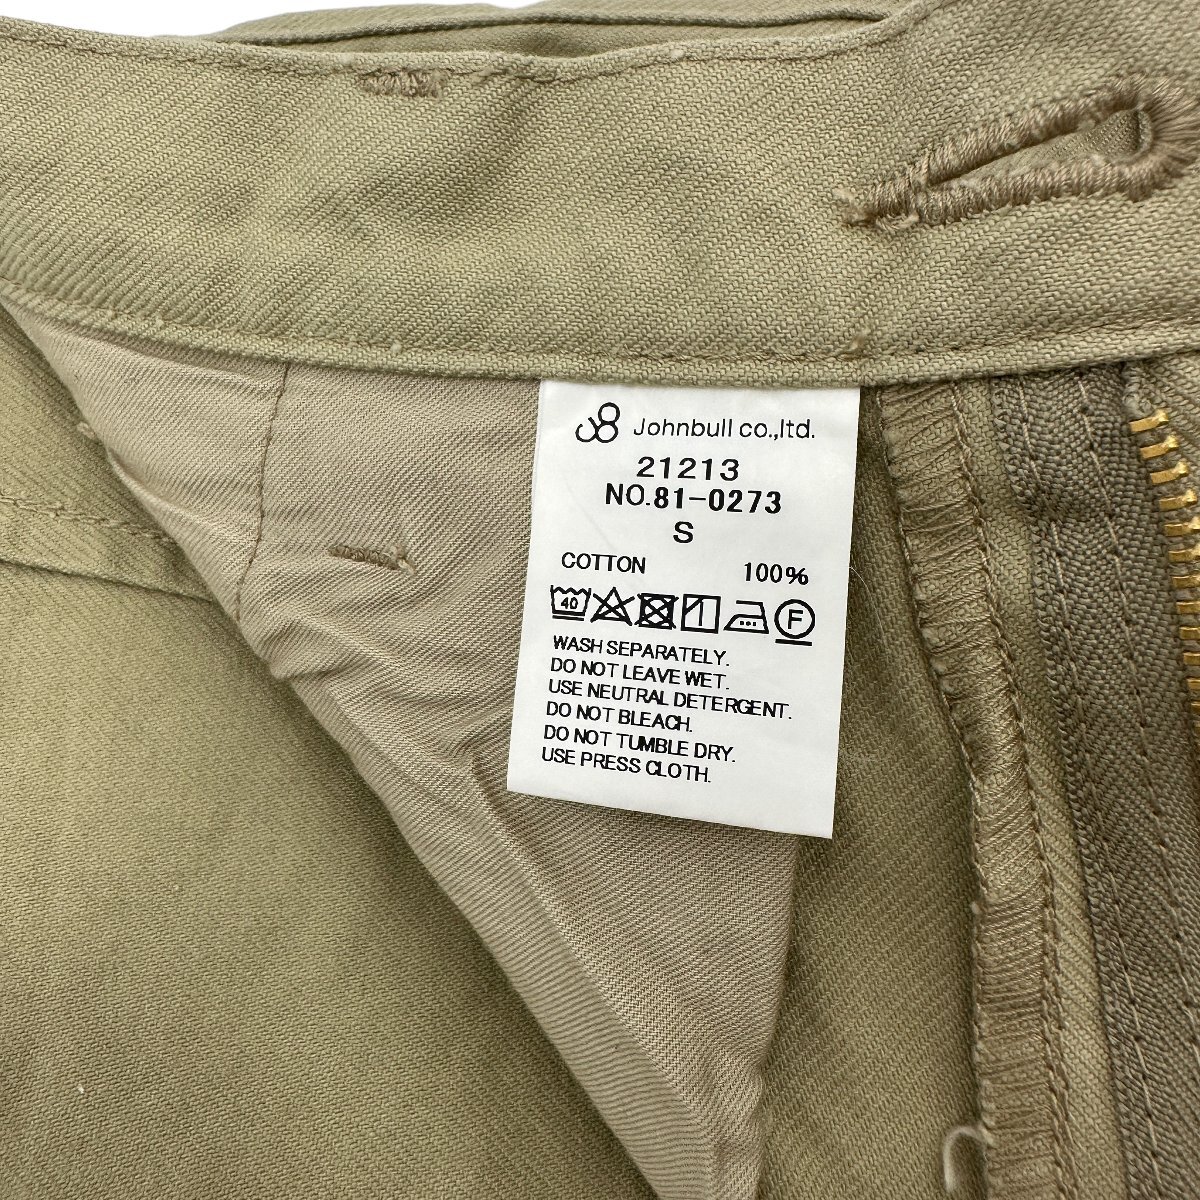 Johnbull co.,ltd.
21213
NO.81-0273
S
COTTON 100%
40 F
WASH SEPARATELY.
DO NOT LEAVE WET.
USE NEUTRAL DETERGENT.
DO NOT BLEACH.
DO NOT TUMBLE DRY.
USE PRESS CLOTH.